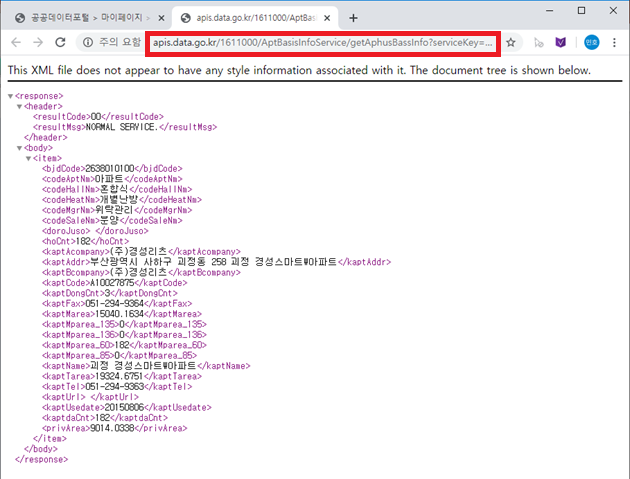 공공데이터포털 > 마이페이지 >
apis.data.go.kr/1611000/AptBas
주의 요함
apis.data.go.kr/1611000/AptBasisInfoService/getAphusBassInfo?serviceKey=...
민호
This XML file does not appear to have any style information associated with it. The document tree is shown below.
▼<response>
▼<header>
<resultCode>00</resultCode>
<resultMsg>NORMAL SERVICE.</resultMsg>
</header>
▼<body>
▼<item>
<bjdCode>2638010100</bjdCode>
<codeAptNm>아파트</codeAptNm>
<codeHallNm>혼합식</codeHallNm>
<codeHeatNm>개별난방</codeHeatNm>
<codeMgrNm>위탁관리</codeMgrNm>
<codeSaleNm>분양</codeSaleNm>
<doroJuso> </doroJuso>
<hoCnt>182</hoCnt>
<kaptAcompany>(주)경성리츠</kaptAcompany>
<kaptAddr>부산광역시 사하구 괴정동 258 괴정 경성스마트W아파트</kaptAddr>
<kaptBcompany>(주)경성리츠</kaptBcompany>
<kaptCode>A10027875</kaptCode>
<kaptDongCnt>3</kaptDongCnt>
<kaptFax>051-294-9364</kaptFax>
<kaptMarea>15040.1634</kaptMarea>
<kaptMparea_135>0</kaptMparea_135>
<kaptMparea_136>0</kaptMparea_136>
<kaptMparea_60>182</kaptMparea_60>
<kaptMparea_85>0</kaptMparea_85>
<kaptName>괴정 경성스마트W아파트</kaptName>
<kaptTarea>19324.6751</kaptTarea>
<kaptTel>051-294-9363</kaptTel>
<kaptUrl> </kaptUrl>
<kaptUsedate>20150806</kaptUsedate>
<kaptdaCnt>182</kaptdaCnt>
<privArea>9014.0338</privArea>
</item>
</body>
</response>